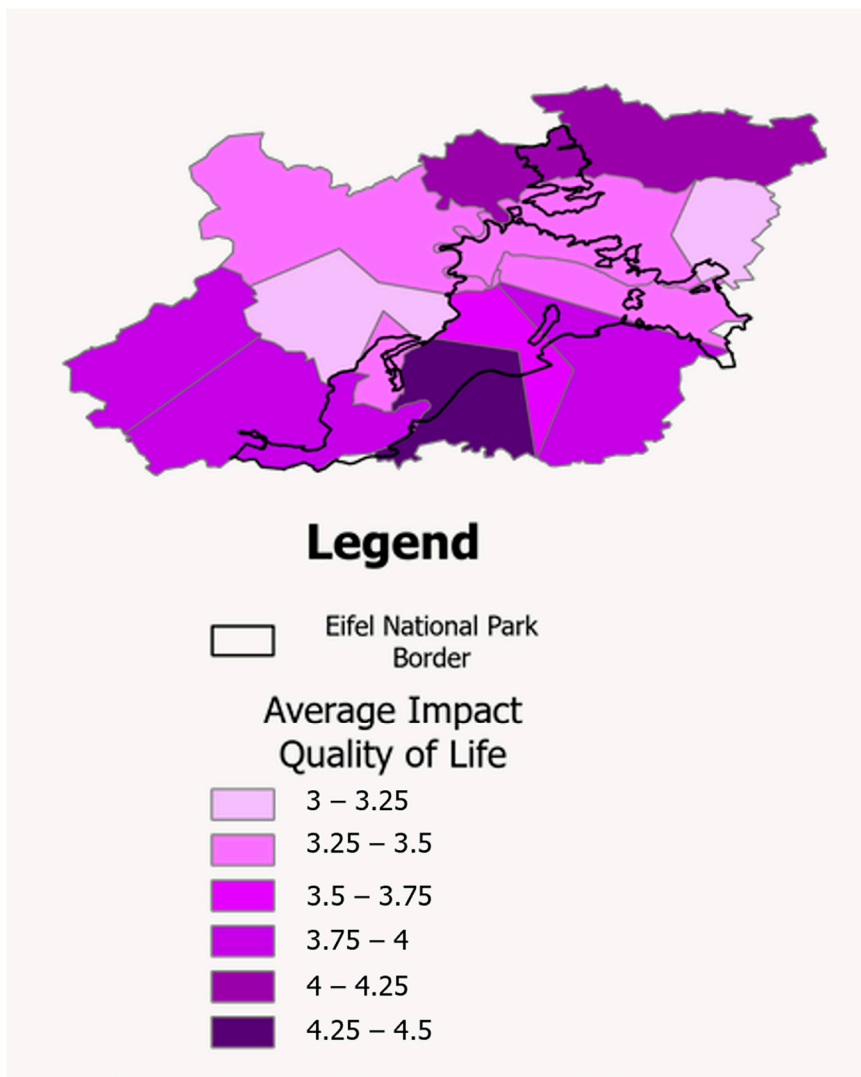 Legend
Eifel National Park
Border
Average Impact
Quality of Life
3 – 3.25
3.25 – 3.5
3.5 – 3.75
3.75 – 4
4 – 4.25
4.25 – 4.5